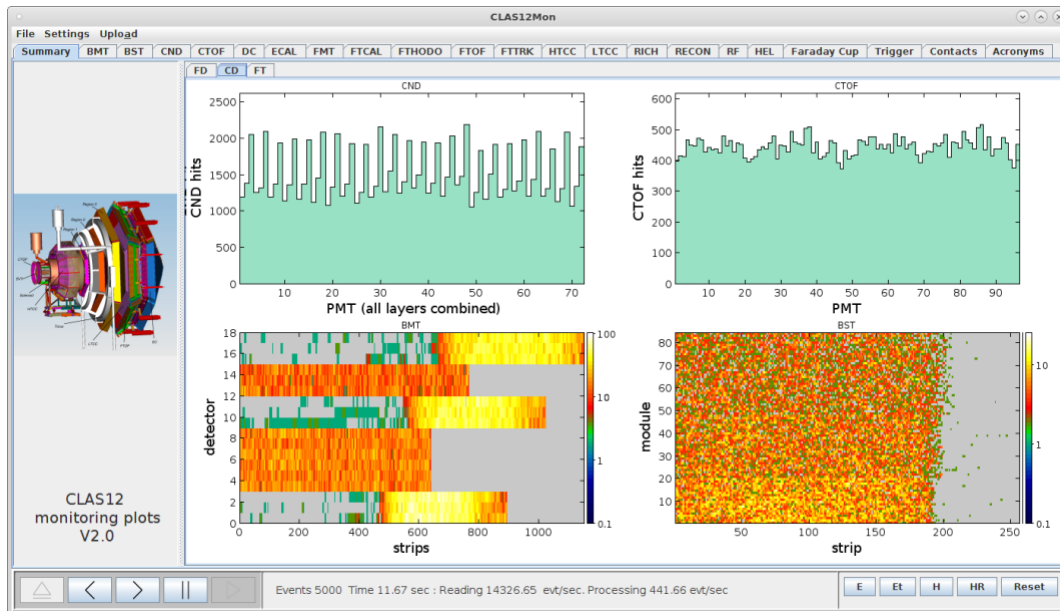 CLAS12Mon
File Settings Upload
Summary BMT BST CND CTOF DC ECAL FMT FTCAL FTHODO FTOF FTTRK HTCC LTCC RICH RECON RF HEL Faraday Cup Trigger Contacts Acronyms
FD CD FT
CND
2500
2000
1500
1000
500
0
CND hits
10 20 30 40 50 60 70
PMT (all layers combined)
CTOF
600
500
400
300
200
100
0
CTOF hits
10 20 30 40 50 60 70 80 90
PMT
BMT
18
16
14
12
10
8
6
4
2
0
detector
0 200 400 600 800 1000
strips
100
10
1
0.1
BST
80
70
60
50
40
30
20
10
module
50 100 150 200 250
strip
10
1
0.1
CLAS12
monitoring plots
V2.0
Events 5000 Time 11.67 sec : Reading 14326.65 evt/sec. Processing 441.66 evt/sec
E Et H HR Reset